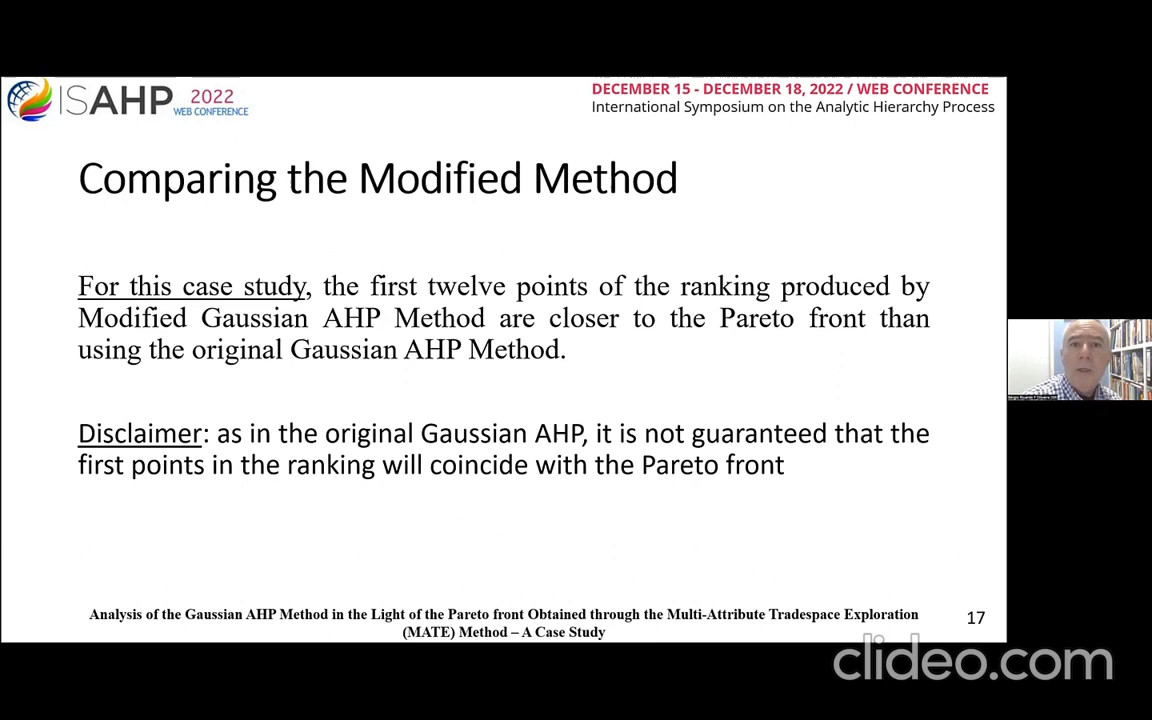 ISAHP 2022
WEB CONFERENCE
DECEMBER 15 - DECEMBER 18, 2022 / WEB CONFERENCE
International Symposium on the Analytic Hierarchy Process
Comparing the Modified Method
For this case study, the first twelve points of the ranking produced by
Modified Gaussian AHP Method are closer to the Pareto front than
using the original Gaussian AHP Method.
Disclaimer: as in the original Gaussian AHP, it is not guaranteed that the
first points in the ranking will coincide with the Pareto front
Analysis of the Gaussian AHP Method in the Light of the Pareto front Obtained through the Multi-Attribute Tradespace Exploration
(MATE) Method – A Case Study
17
clideo.com